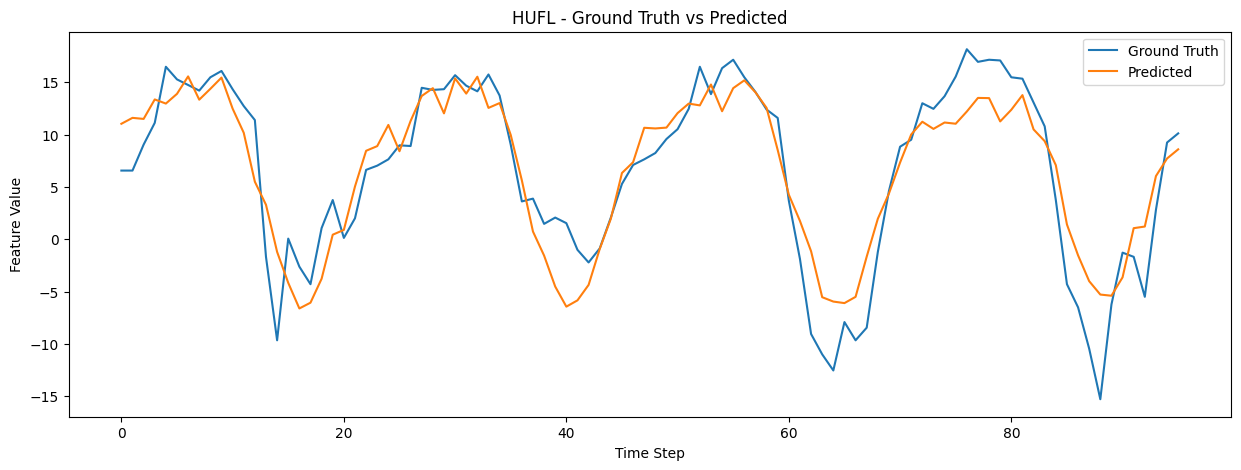 HUFL - Ground Truth vs Predicted
Ground Truth
Predicted
Feature Value
15
10
5
0
−5
−10
−15
0 20 40 60 80
Time Step